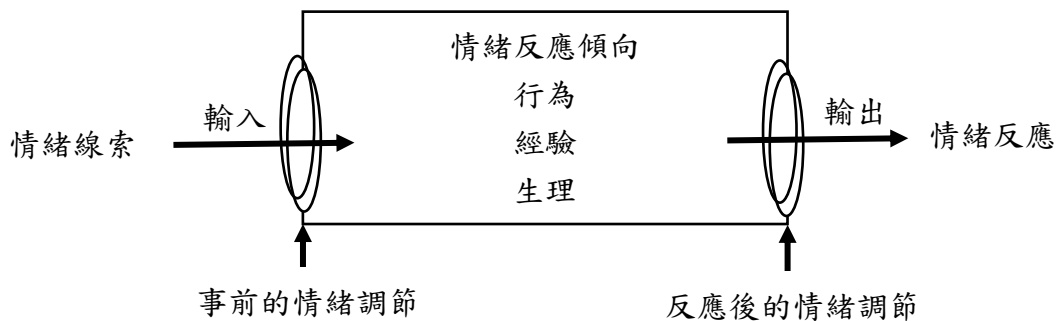 情緒反應傾向
行為
經驗
生理
情緒線索
輸入
輸出
情緒反應
事前的情緒調節
反應後的情緒調節